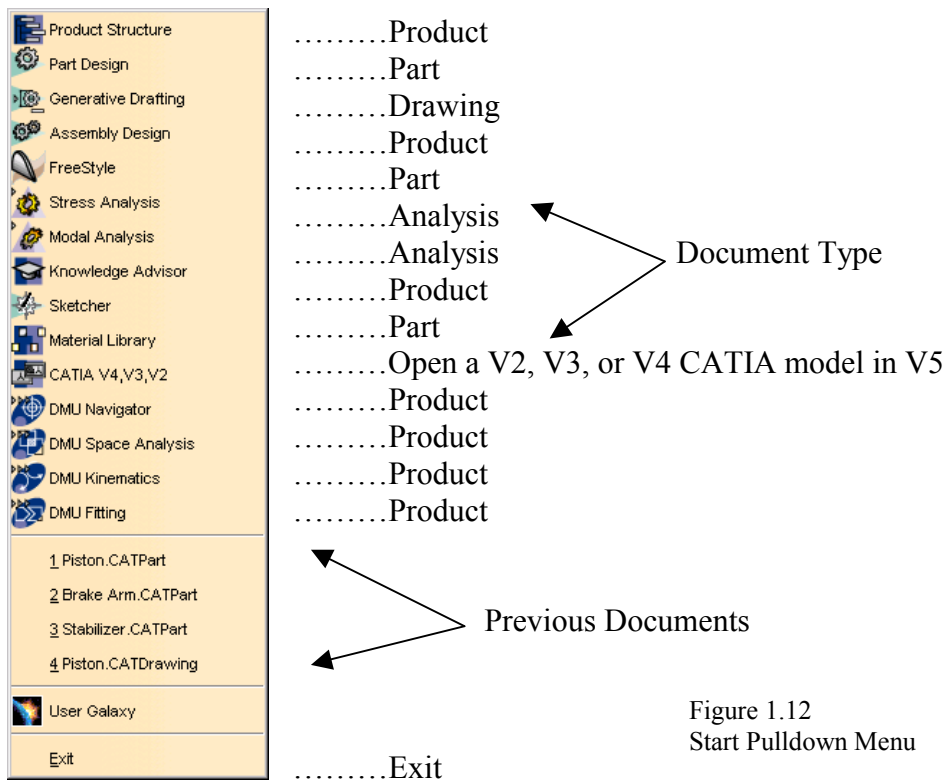 Product Structure .........Product
Part Design .........Part
Generative Drafting .........Drawing
Assembly Design .........Product
FreeStyle .........Part
Stress Analysis .........Analysis
Modal Analysis .........Analysis
Document Type
Knowledge Advisor .........Product
Sketcher .........Part
Material Library
CATIA V4,V3,V2 .........Open a V2, V3, or V4 CATIA model in V5
DMU Navigator .........Product
DMU Space Analysis .........Product
DMU Kinematics .........Product
DMU Fitting .........Product
1 Piston.CATPart
2 Brake Arm.CATPart
3 Stabilizer.CATPart
4 Piston.CATDrawing
Previous Documents
User Galaxy
Exit .........Exit
Figure 1.12
Start Pulldown Menu